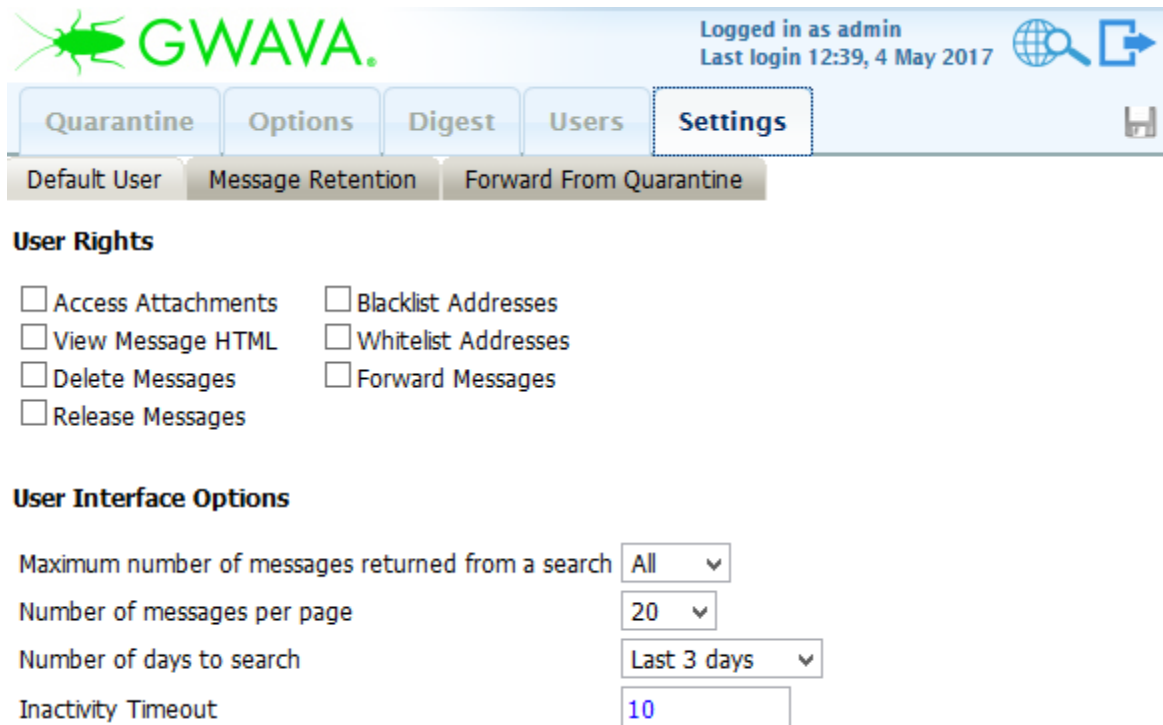 GWAVA.
Logged in as admin
Last login 12:39, 4 May 2017
Quarantine Options Digest Users Settings
Default User Message Retention Forward From Quarantine
User Rights
Access Attachments Blacklist Addresses
View Message HTML Whitelist Addresses
Delete Messages Forward Messages
Release Messages
User Interface Options
Maximum number of messages returned from a search All
Number of messages per page 20
Number of days to search Last 3 days
Inactivity Timeout 10